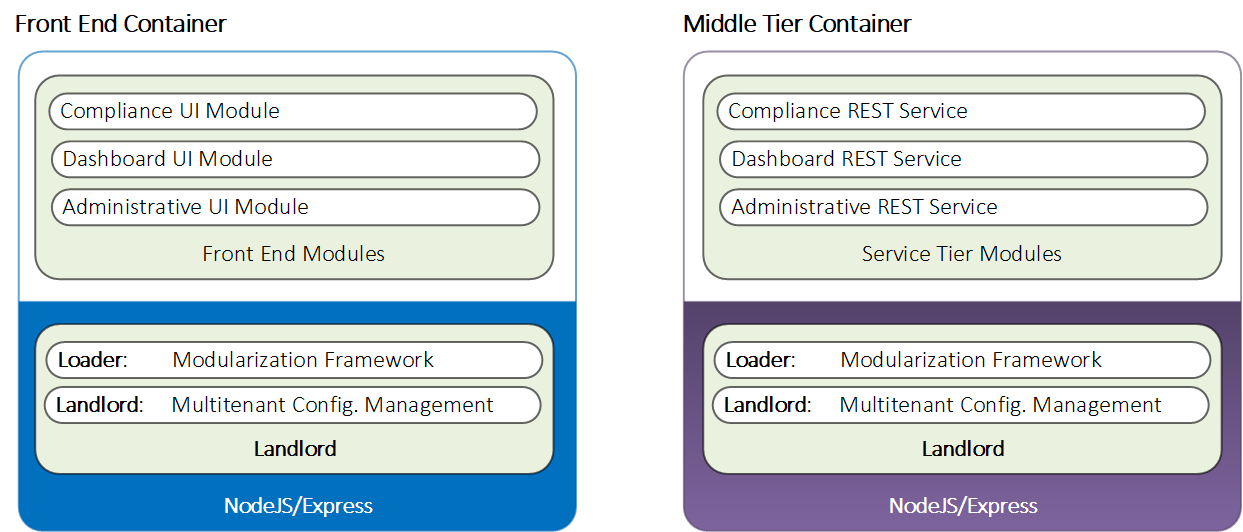 Front End Container
Compliance UI Module
Dashboard UI Module
Administrative UI Module
Front End Modules
Loader: Modularization Framework
Landlord: Multitenant Config. Management
Landlord
NodeJS/Express
Middle Tier Container
Compliance REST Service
Dashboard REST Service
Administrative REST Service
Service Tier Modules
Loader: Modularization Framework
Landlord: Multitenant Config. Management
Landlord
NodeJS/Express